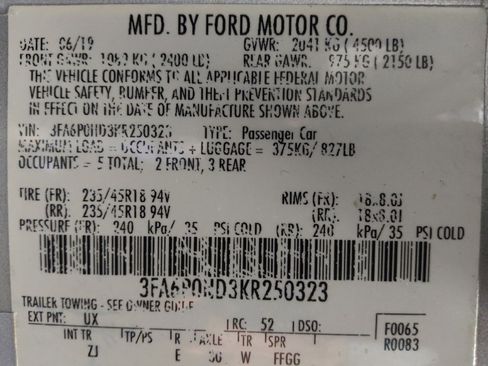 MFD. BY FORD MOTOR CO.
DATE: 06/19 GVWR: 2041 KG ( 4500 LB)
FRONT GAWR: 1089 KG (2400 LB) REAR GAWR: 975 KG ( 2150 LB)
THIS VEHICLE CONFORMS TO ALL APPLICABLE FEDERAL MOTOR
VEHICLE SAFETY, BUMPER, AND THEFT PREVENTION STANDARDS
IN EFFECT ON THE DATE OF MANUFACTURE SHOWN ABOVE.
VIN: 3FA6P0HD3KR250323 TYPE: Passenger Car
MAXIMUM LOAD = OCCUPANTS + LUGGAGE = 375KG/ 827LB
OCCUPANTS = 5 TOTAL; 2 FRONT, 3 REAR
TIRE (FR): 235/45R18 94V RIMS (FR): 18x8.0J
(RR): 235/45R18 94V (RR): 18x8.0J
PRESSURE (FR): 240 kPa/ 35 PSI COLD (RR): 240 kPa/ 35 PSI COLD
3FA6P0HD3KR250323
TRAILER TOWING - SEE OWNER GUIDE
EXT PNT: UX RC: 52 DSO: F0065
INT TR TP/PS R AXLE TR SPR R0083
ZJ E W FFGG